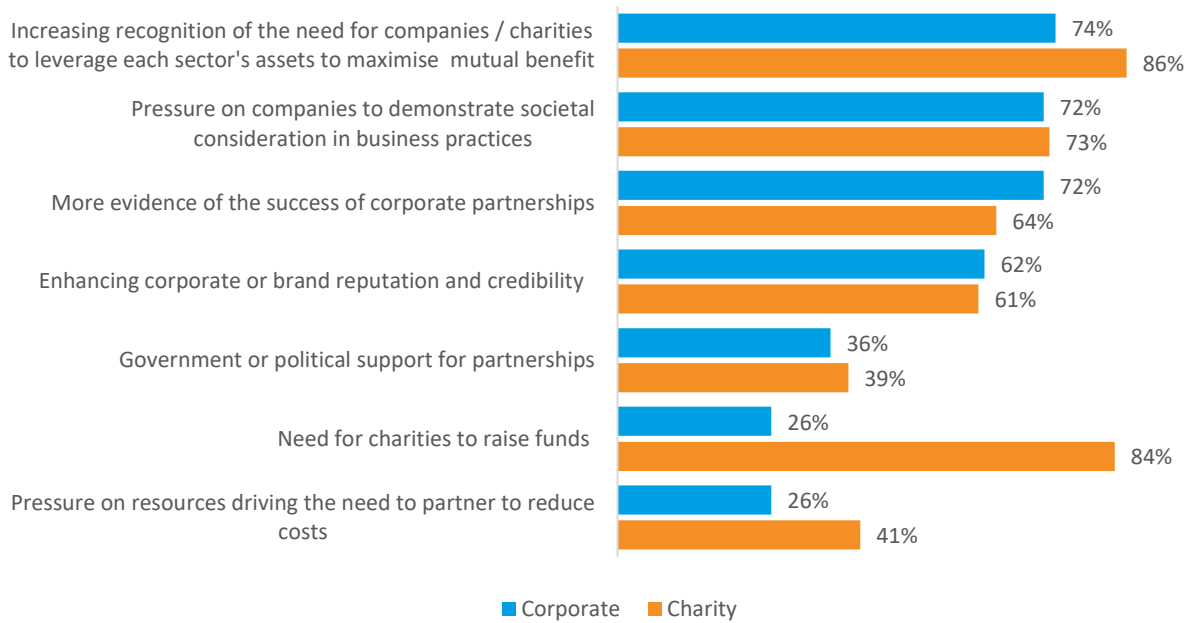 Increasing recognition of the need for companies / charities
to leverage each sector's assets to maximise  mutual benefit
74%
86%
Pressure on companies to demonstrate societal
consideration in business practices
72%
73%
More evidence of the success of corporate partnerships
72%
64%
Enhancing corporate or brand reputation and credibility
62%
61%
Government or political support for partnerships
36%
39%
Need for charities to raise funds
26%
84%
Pressure on resources driving the need to partner to reduce
costs
26%
41%
Corporate Charity